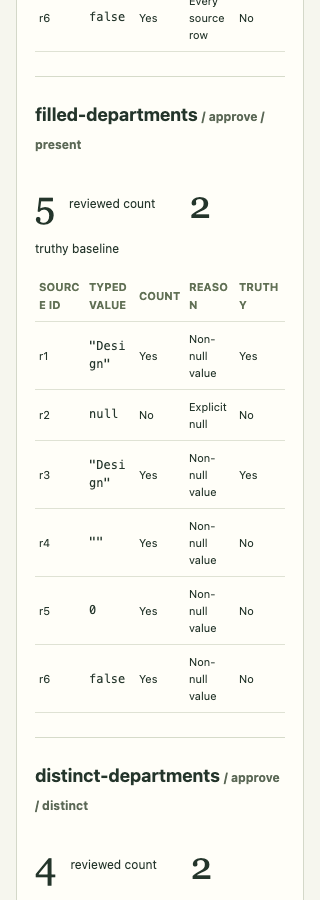 Every
r6 false Yes source No
row
filled-departments / approve /
present
5 reviewed count 2
truthy baseline
SOURC TYPED COUNT REASO TRUTH
E ID VALUE N Y
r1 "Desi Yes Non- Yes
gn" null
value
r2 null No Explicit No
null
r3 "Desi Yes Non- Yes
gn" null
value
r4 "" Yes Non- No
null
value
r5 0 Yes Non- No
null
value
r6 false Yes Non- No
null
value
distinct-departments / approve
/ distinct
4 reviewed count 2